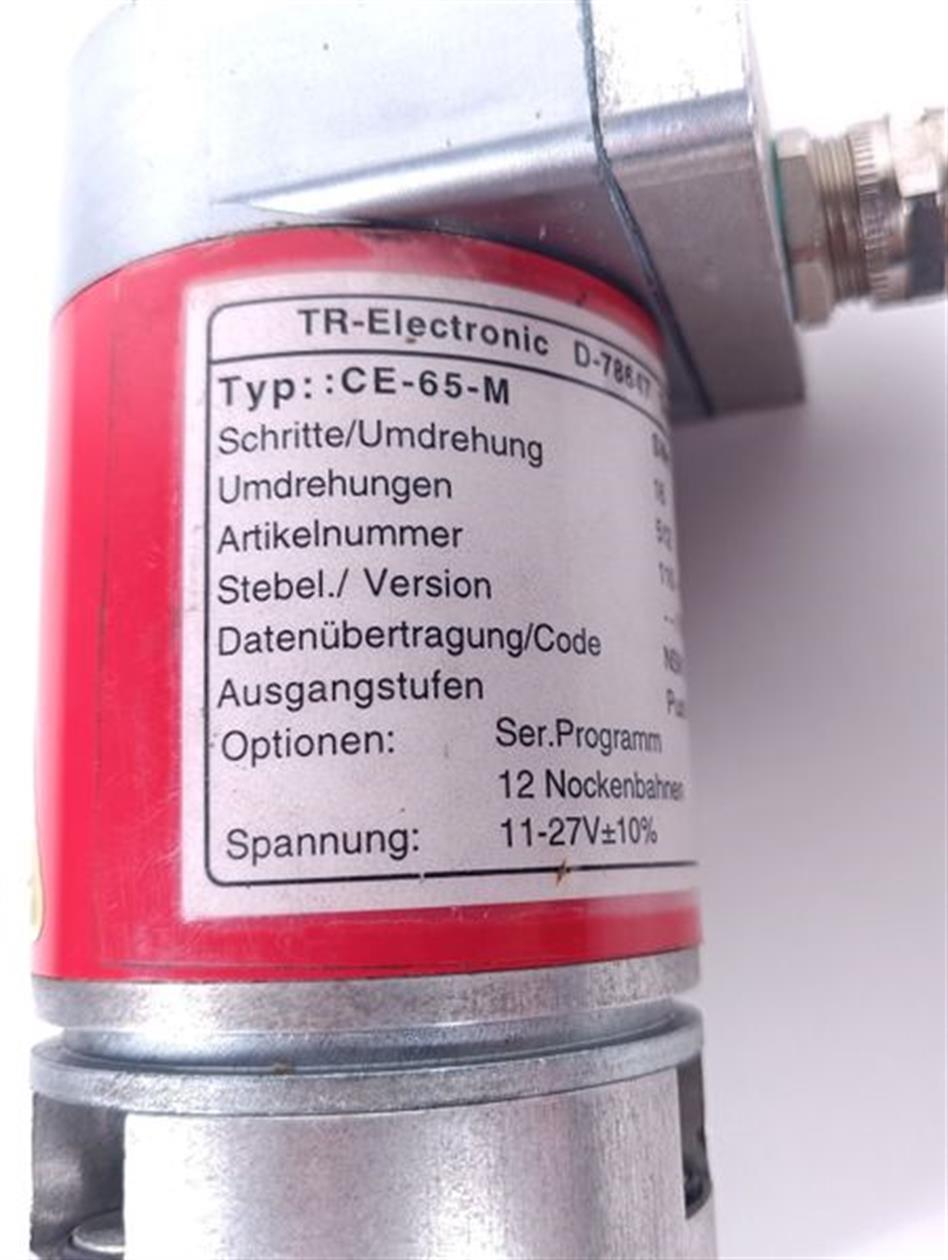 TR-Electronic D-78647
Typ: :CE-65-M
Schritte/Umdrehung
Umdrehungen
Artikelnummer
Stebel./ Version
Datenübertragung/Code
Ausgangstufen
Optionen: Ser.Programm
12 Nockenbahnen
Spannung: 11-27V±10%